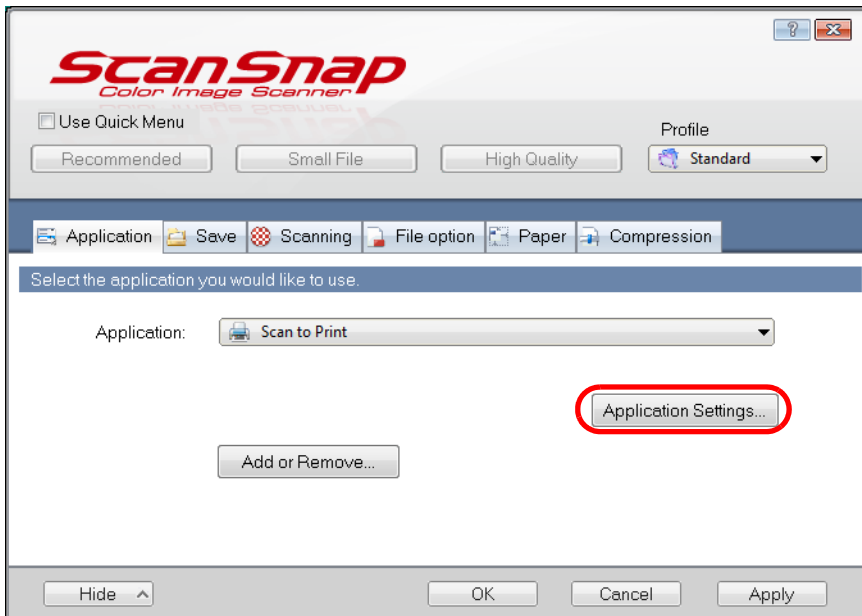 ?
ScanSnap
Color Image Scanner
Use Quick Menu
Profile
Recommended Small File High Quality Standard
Application Save Scanning File option Paper Compression
Select the application you would like to use.
Application: Scan to Print
Application Settings...
Add or Remove...
Hide OK Cancel Apply